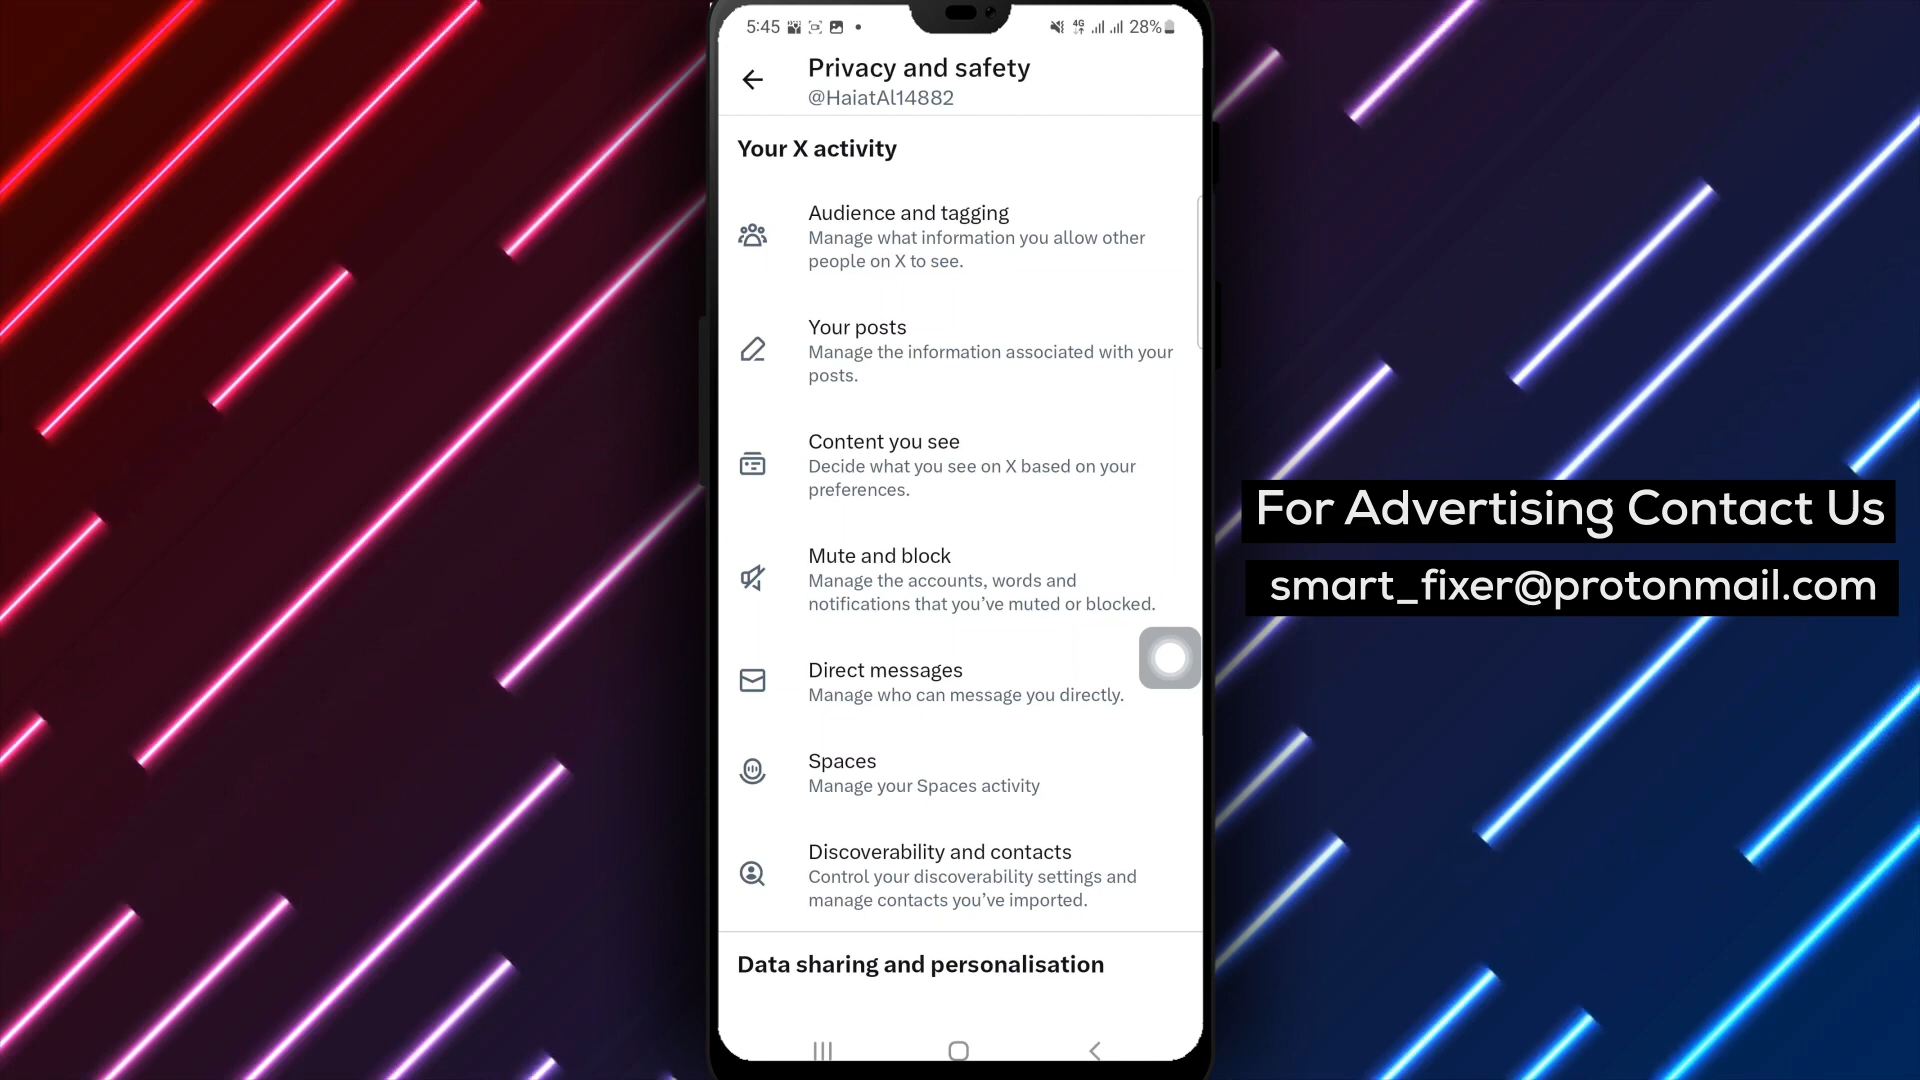 5:45
4G
28%
Privacy and safety
@HaiatAl14882
Your X activity
Audience and tagging
Manage what information you allow other
people on X to see.
Your posts
Manage the information associated with your
posts.
Content you see
Decide what you see on X based on your
preferences.
Mute and block
Manage the accounts, words and
notifications that you’ve muted or blocked.
Direct messages
Manage who can message you directly.
Spaces
Manage your Spaces activity
Discoverability and contacts
Control your discoverability settings and
manage contacts you’ve imported.
Data sharing and personalisation
For Advertising Contact Us
smart_fixer@protonmail.com